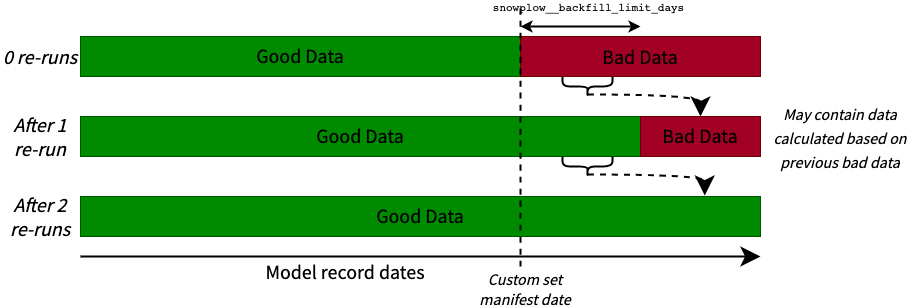 snowplow__backfill_limit_days
0 re-runs
Good Data
Bad Data
After 1
re-run
Good Data
Bad Data
May contain data
calculated based on
previous bad data
After 2
re-runs
Good Data
Model record dates
Custom set
manifest date